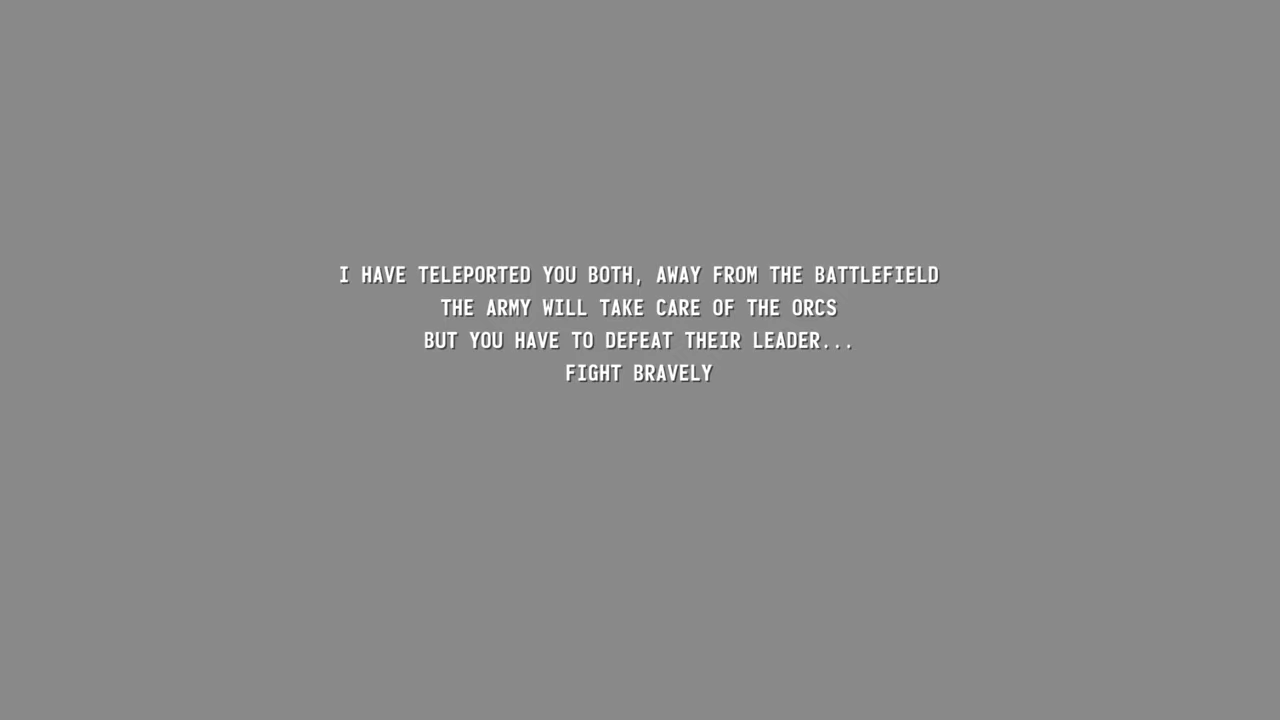 I HAVE TELEPORTED YOU BOTH, AWAY FROM THE BATTLEFIELD
THE ARMY WILL TAKE CARE OF THE ORCS
BUT YOU HAVE TO DEFEAT THEIR LEADER...
FIGHT BRAVELY